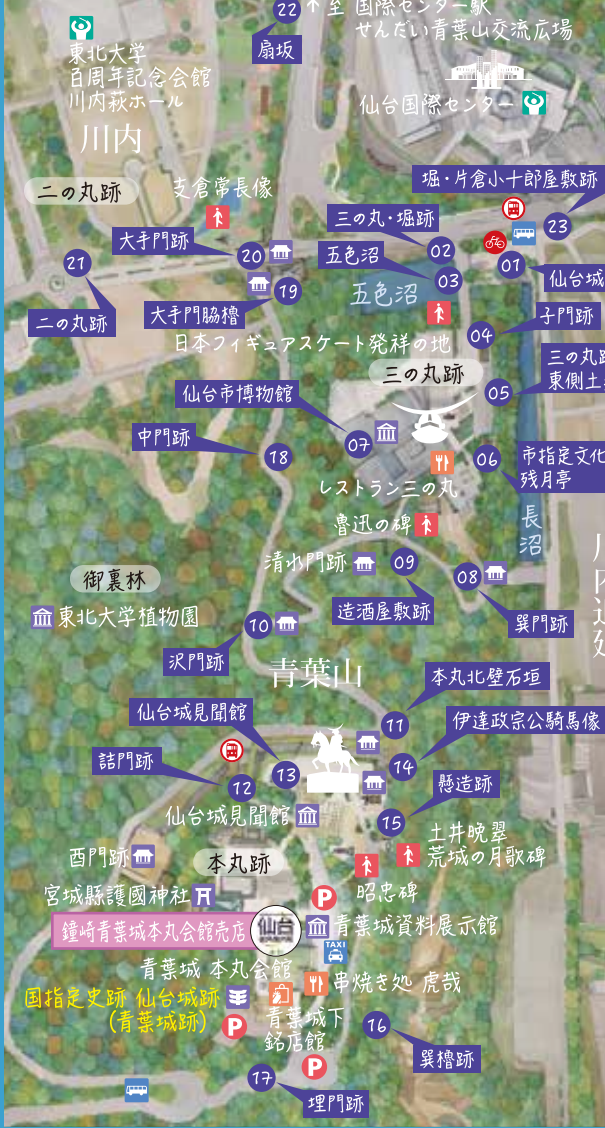 22
↑至 国際センター駅
せんだい青葉山交流広場
扇坂
東北大学
百周年記念会館
川内萩ホール
川内
仙台国際センター
二の丸跡
支倉常長像
堀・片倉小十郎屋敷跡
23
三の丸・堀跡
02
大手門跡
20
五色沼
03
01
仙台城
21
19
五色沼
二の丸跡
大手門脇櫓
子門跡
04
日本フィギュアスケート発祥の地
三の丸跡
三の丸跡
東側土
05
仙台市博物館
07
中門跡
18
06
市指定文化
残月亭
レストラン三の丸
長沼
魯迅の碑
清水門跡
09
08
御裏林
造酒屋敷跡
巽門跡
東北大学植物園
10
沢門跡
青葉山
本丸北壁石垣
11
仙台城見聞館
伊達政宗公騎馬像
詰門跡
13
14
12
懸造跡
仙台城見聞館
15
土井晩翠
荒城の月歌碑
酉門跡
本丸跡
昭忠碑
宮城縣護國神社
P
鐘崎青葉城本丸会館売店
仙台
青葉城資料展示館
TAXI
青葉城 本丸会館
串焼き処 虎哉
国指定史跡 仙台城跡
(青葉城跡)
P
青葉城下
銘店館
16
巽櫓跡
P
17
埋門跡